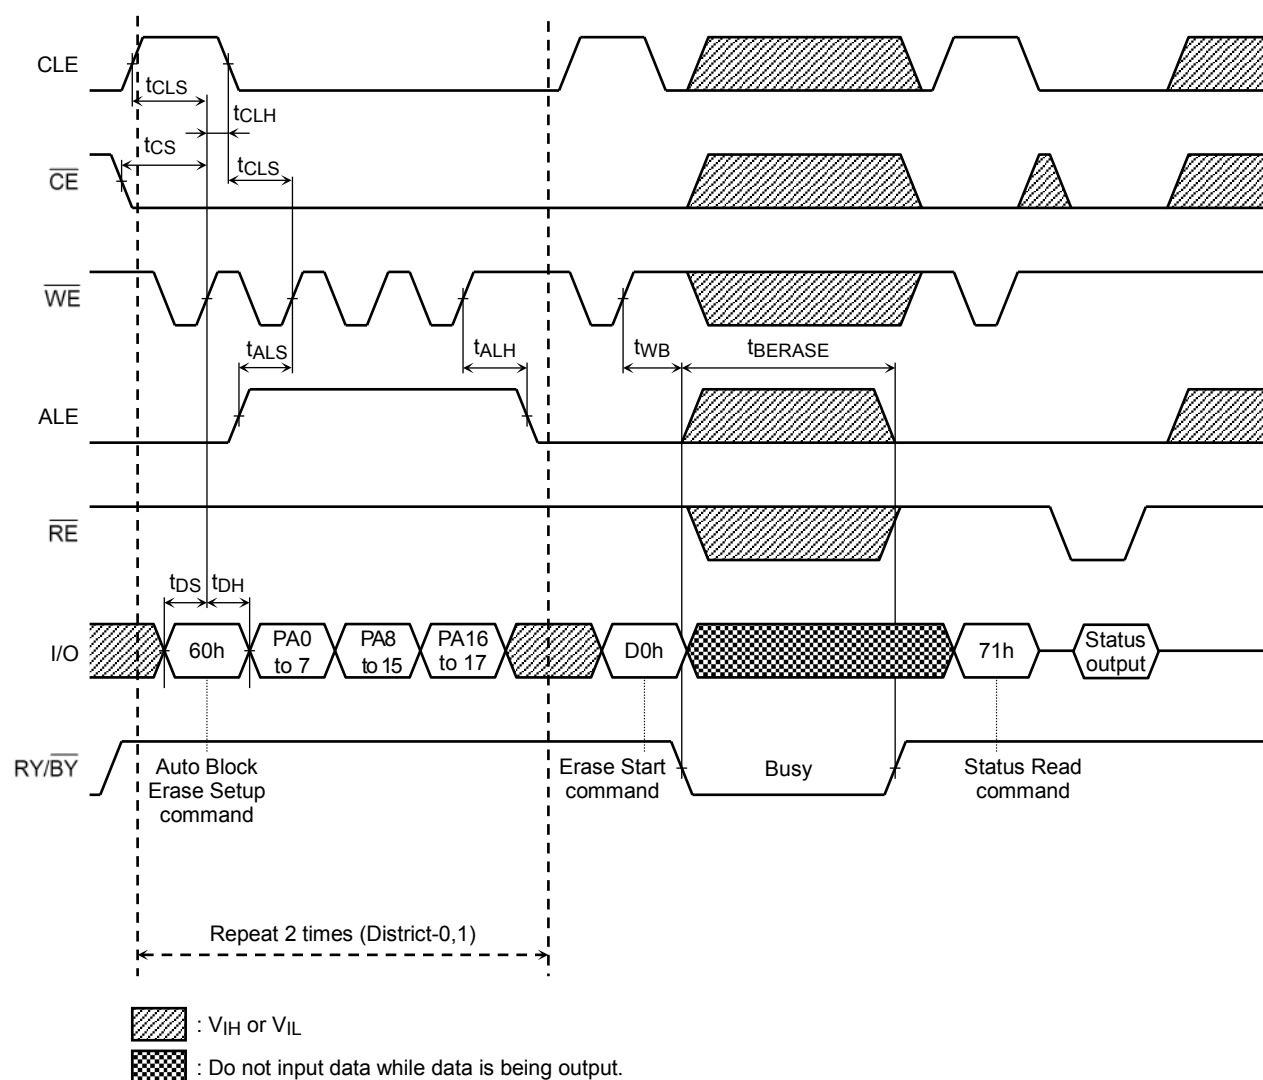 CLE
tCLS
tCLH
tCS
tCLS
CE
WE
tALS
tALH
tWB
tBERASE
ALE
RE
tDS
tDH
I/O
60h
PA0
to 7
PA8
to 15
PA16
to 17
D0h
71h
Status
output
RY/BY
Auto Block
Erase Setup
command
Erase Start
command
Busy
Status Read
command
Repeat 2 times (District-0,1)
: VIH or VIL
: Do not input data while data is being output.